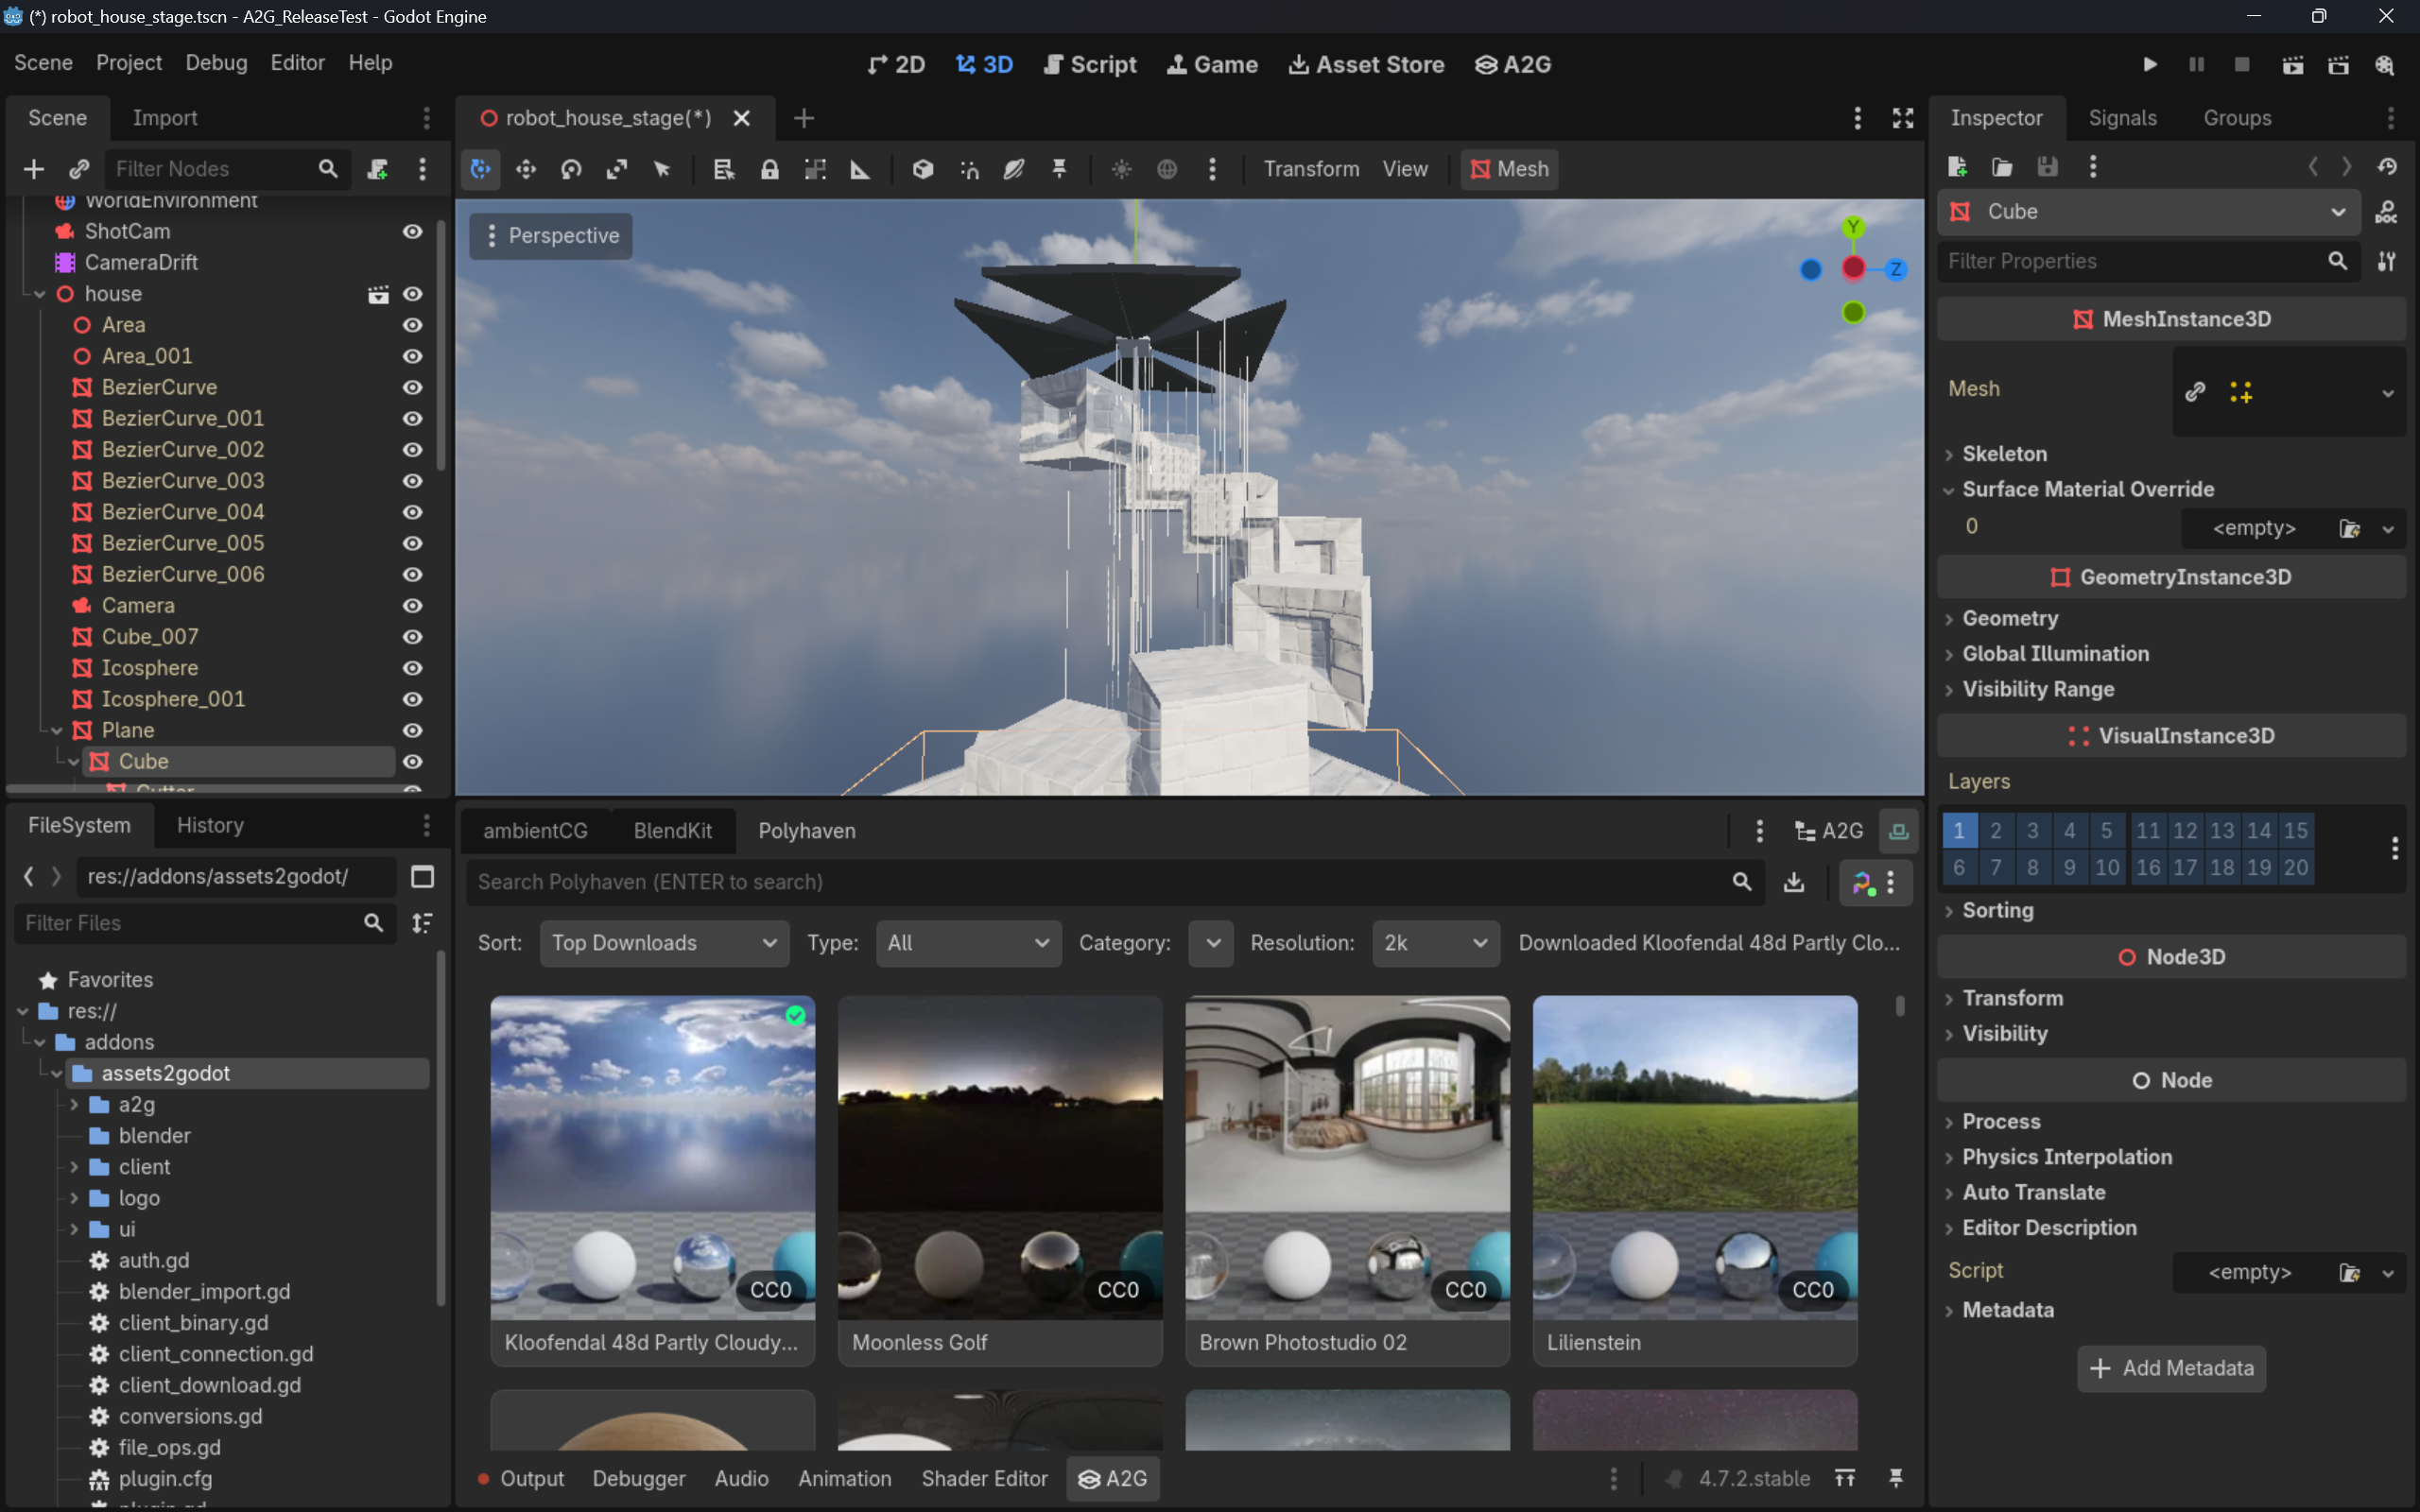 (*) robot_house_stage.tscn - A2G_ReleaseTest - Godot Engine
Scene Project Debug Editor Help
2D 3D Script Game Asset Store A2G
Scene Import
Filter Nodes
WorldEnvironment
ShotCam
CameraDrift
house
Area
Area_001
BezierCurve
BezierCurve_001
BezierCurve_002
BezierCurve_003
BezierCurve_004
BezierCurve_005
BezierCurve_006
Camera
Cube_007
Icosphere
Icosphere_001
Plane
Cube
Cutter
FileSystem History
res://addons/assets2godot/
Filter Files
Favorites
res://
addons
assets2godot
a2g
blender
client
logo
ui
auth.gd
blender_import.gd
client_binary.gd
client_connection.gd
client_download.gd
conversions.gd
file_ops.gd
plugin.cfg
plugin.gd
robot_house_stage(*)
Transform View Mesh
Perspective
Y
Z
ambientCG BlendKit Polyhaven A2G
Search Polyhaven (ENTER to search)
Sort: Top Downloads Type: All Category: Resolution: 2k Downloaded Kloofendal 48d Partly Clo...
CC0 CC0 CC0 CC0
Kloofendal 48d Partly Cloudy... Moonless Golf Brown Photostudio 02 Lilienstein
Output Debugger Audio Animation Shader Editor A2G 4.7.2.stable
Inspector Signals Groups
Cube
DOC
Filter Properties
MeshInstance3D
Mesh
Skeleton
Surface Material Override
0 <empty>
GeometryInstance3D
Geometry
Global Illumination
Visibility Range
VisualInstance3D
Layers
1 2 3 4 5 11 12 13 14 15
6 7 8 9 10 16 17 18 19 20
Sorting
Node3D
Transform
Visibility
Node
Process
Physics Interpolation
Auto Translate
Editor Description
Script <empty>
Metadata
Add Metadata